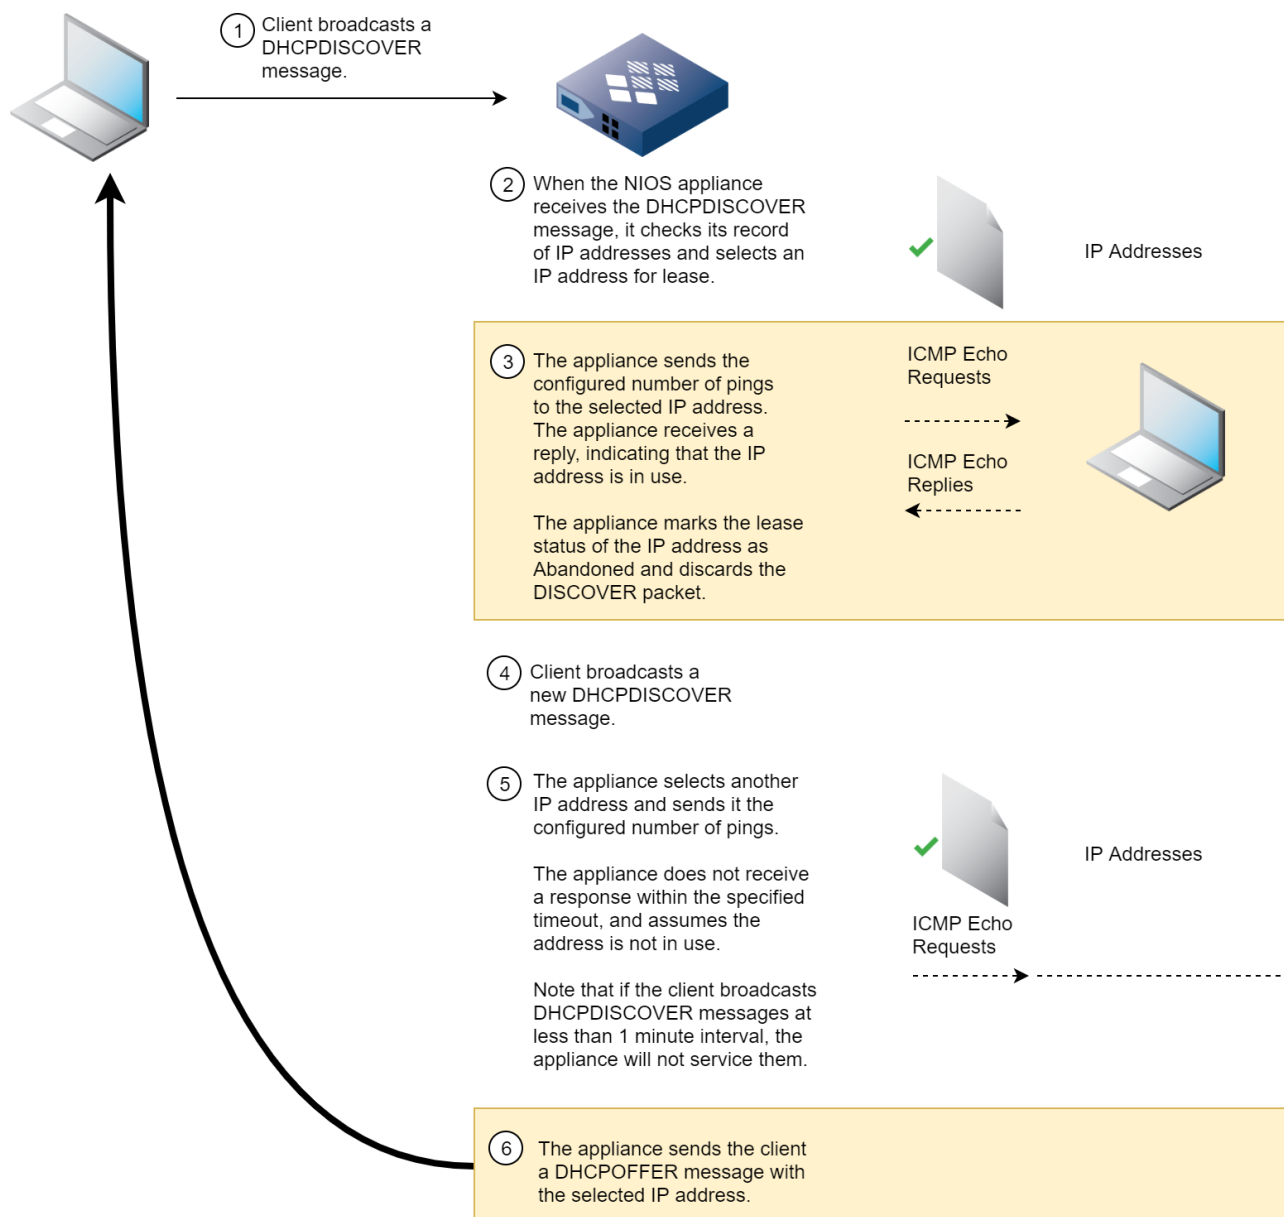 1
Client broadcasts a
DHCPDISCOVER
message.
2
When the NIOS appliance
receives the DHCPDISCOVER
message, it checks its record
of IP addresses and selects an
IP address for lease.
IP Addresses
3
The appliance sends the
configured number of pings
to the selected IP address.
The appliance receives a
reply, indicating that the IP
address is in use.
The appliance marks the lease
status of the IP address as
Abandoned and discards the
DISCOVER packet.
ICMP Echo
Requests
ICMP Echo
Replies
4
Client broadcasts a
new DHCPDISCOVER
message.
5
The appliance selects another
IP address and sends it the
configured number of pings.
The appliance does not receive
a response within the specified
timeout, and assumes the
address is not in use.
Note that if the client broadcasts
DHCPDISCOVER messages at
less than 1 minute interval, the
appliance will not service them.
IP Addresses
ICMP Echo
Requests
6
The appliance sends the client
a DHCPOFFER message with
the selected IP address.